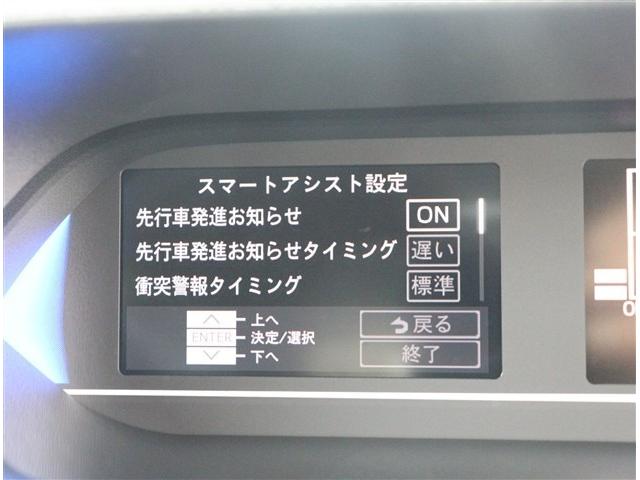 スマートアシスト設定
先行車発進お知らせ ON
先行車発進お知らせタイミング 遅い
衝突警報タイミング 標準
上へ
ENTER 決定/選択
下へ
戻る
終了
0